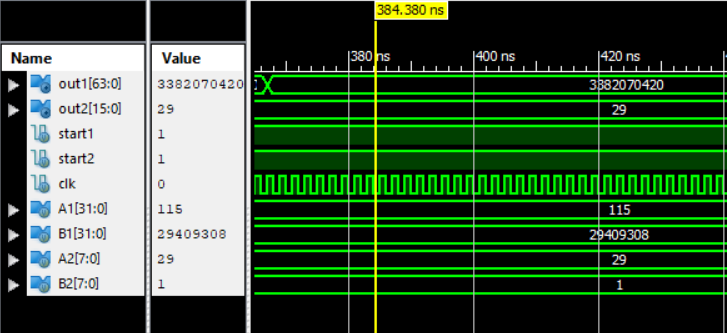 384.380 ns
Name Value 380 ns 400 ns 420 ns
out1[63:0] 3382070420 3382070420
out2[15:0] 29 29
start1 1
start2 1
clk 0
A1[31:0] 115 115
B1[31:0] 29409308 29409308
A2[7:0] 29 29
B2[7:0] 1 1